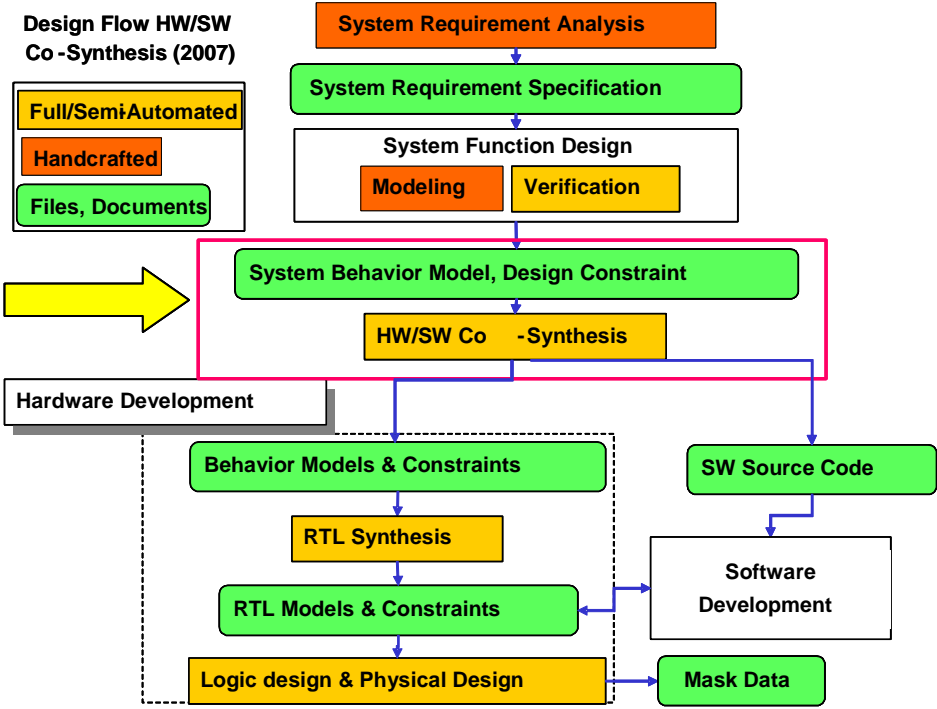 Design Flow HW/SW
Co-Synthesis (2007)
Full/Semi-Automated
Handcrafted
Files, Documents
System Requirement Analysis
System Requirement Specification
System Function Design
Modeling
Verification
System Behavior Model, Design Constraint
HW/SW Co -Synthesis
Hardware Development
Behavior Models & Constraints
SW Source Code
RTL Synthesis
Software
Development
RTL Models & Constraints
Logic design & Physical Design
Mask Data